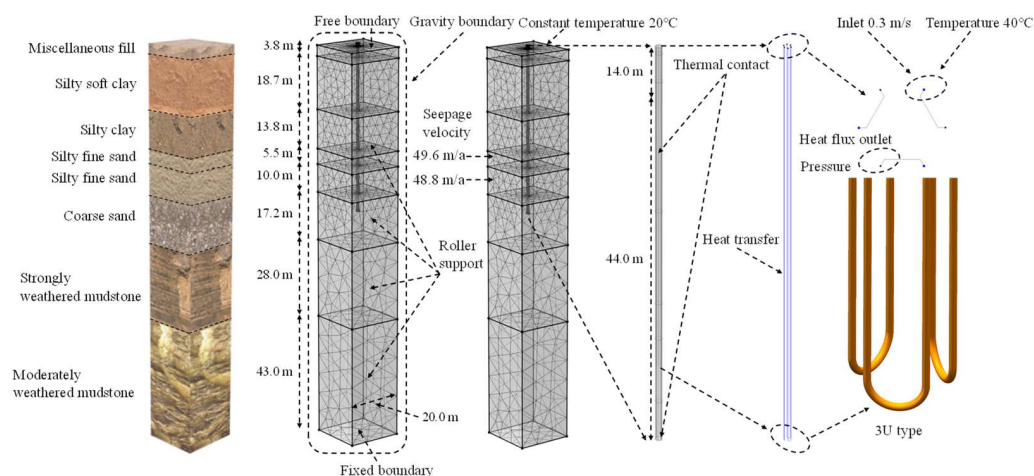 Miscellaneous fill
Silty soft clay
Silty clay
Silty fine sand
Silty fine sand
Coarse sand
Strongly
weathered mudstone
Moderately
weathered mudstone
3.8 m
18.7 m
13.8 m
5.5 m
10.0 m
17.2 m
28.0 m
43.0 m
Free boundary
Gravity boundary
Roller
support
20.0 m
Fixed boundary
Constant temperature 20°C
Seepage
velocity
49.6 m/a
48.8 m/a
14.0 m
44.0 m
Thermal contact
Heat transfer
Inlet 0.3 m/s
Temperature 40°C
Heat flux outlet
Pressure
3U type